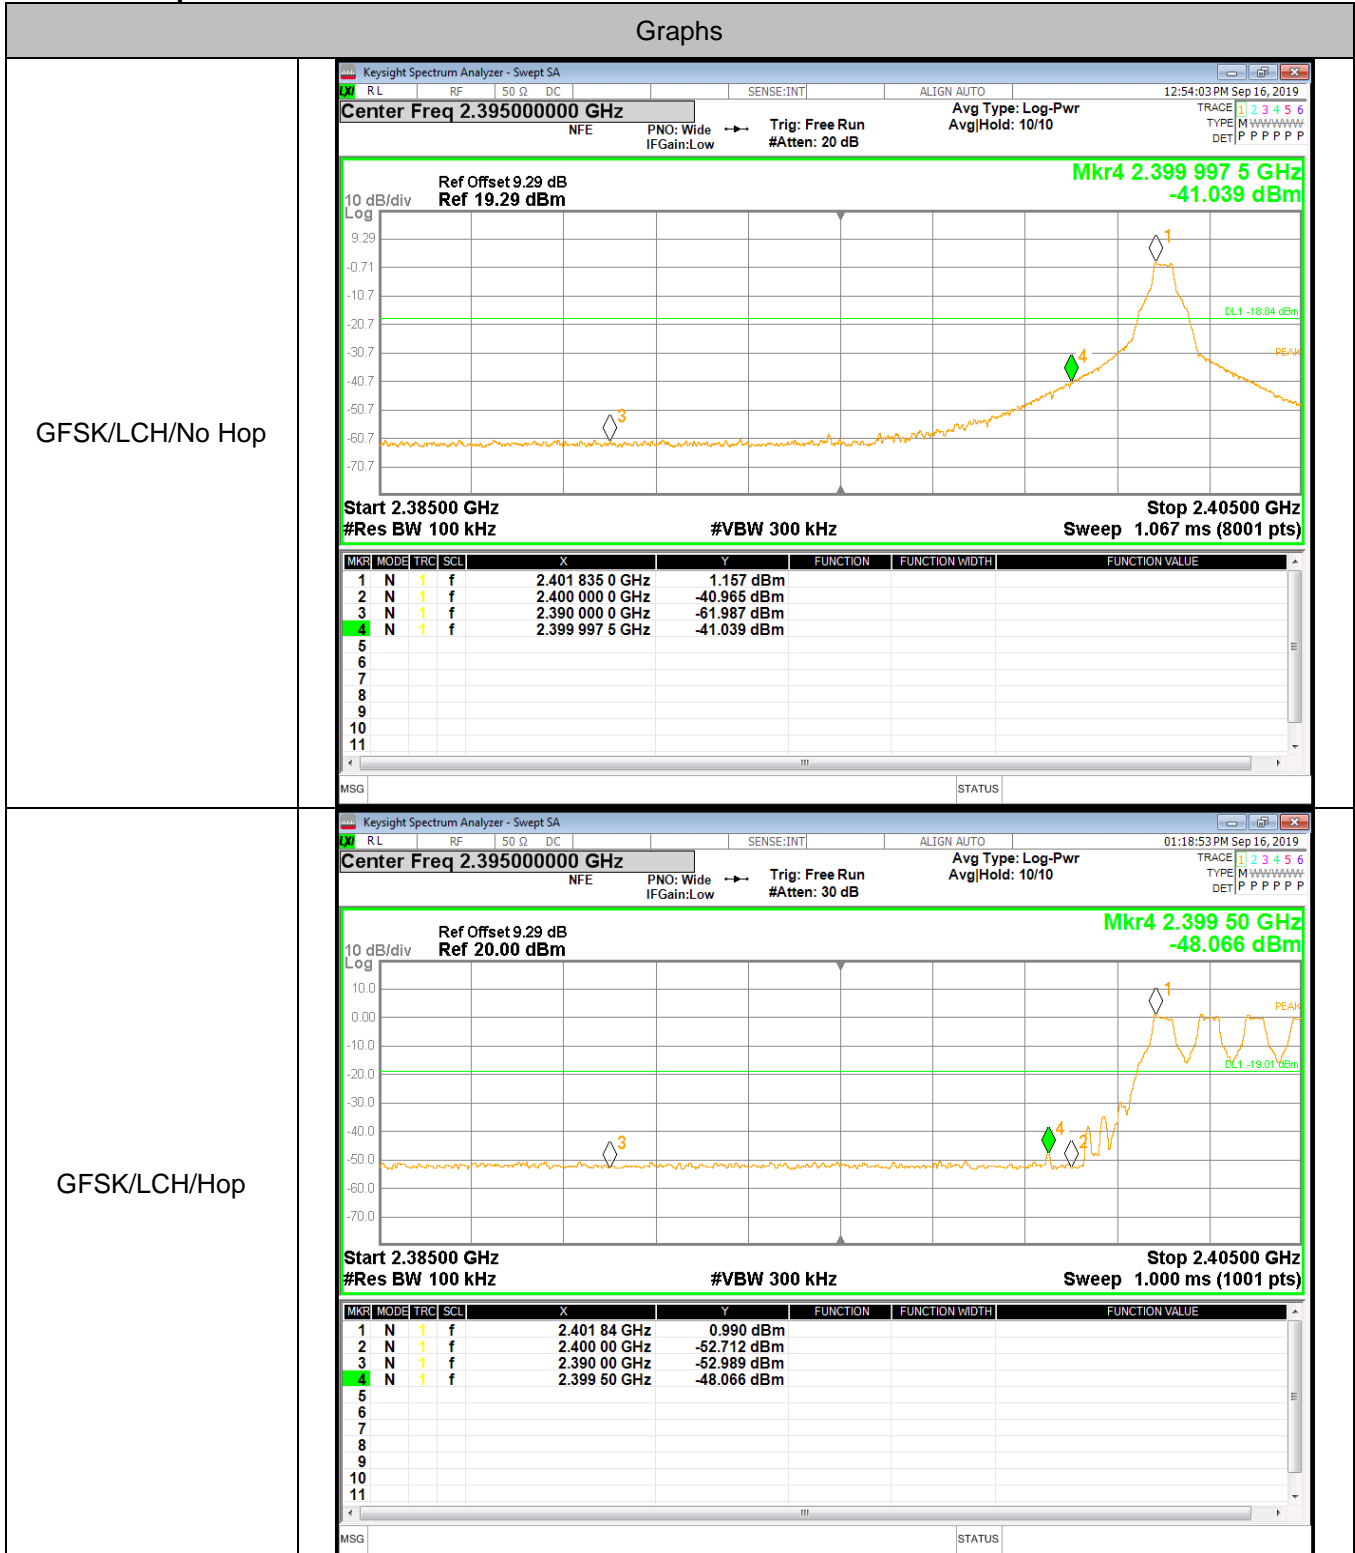 Graphs
GFSK/LCH/No Hop
Keysight Spectrum Analyzer - Swept SA
LXI RL RF 50 Ω DC SENSE:INT ALIGN AUTO 12:54:03 PM Sep 16, 2019
Center Freq 2.395000000 GHz
NFE PNO: Wide IFGain:Low
Trig: Free Run
#Atten: 20 dB
Avg Type: Log-Pwr
Avg|Hold: 10/10
TRACE 1 2 3 4 5 6
TYPE M WWWWW
DET P P P P P P
Mkr4 2.399 997 5 GHz
-41.039 dBm
Ref Offset 9.29 dB
10 dB/div Ref 19.29 dBm
Log
9.29
-0.71
-10.7
-20.7
-30.7
-40.7
-50.7
-60.7
-70.7
1
DL1 -18.84 dBm
PEAK
4
3
Start 2.38500 GHz Stop 2.40500 GHz
#Res BW 100 kHz #VBW 300 kHz Sweep 1.067 ms (8001 pts)
MKR MODE TRC SCL X Y FUNCTION FUNCTION WIDTH FUNCTION VALUE
1 N 1 f 2.401 835 0 GHz 1.157 dBm
2 N 1 f 2.400 000 0 GHz -40.965 dBm
3 N 1 f 2.390 000 0 GHz -61.987 dBm
4 N 1 f 2.399 997 5 GHz -41.039 dBm
5
6
7
8
9
10
11
MSG STATUS
GFSK/LCH/Hop
Keysight Spectrum Analyzer - Swept SA
LXI RL RF 50 Ω DC SENSE:INT ALIGN AUTO 01:18:53 PM Sep 16, 2019
Center Freq 2.395000000 GHz
NFE PNO: Wide IFGain:Low
Trig: Free Run
#Atten: 30 dB
Avg Type: Log-Pwr
Avg|Hold: 10/10
TRACE 1 2 3 4 5 6
TYPE M WWWWW
DET P P P P P P
Mkr4 2.399 50 GHz
-48.066 dBm
Ref Offset 9.29 dB
10 dB/div Ref 20.00 dBm
Log
10.0
0.00
-10.0
-20.0
-30.0
-40.0
-50.0
-60.0
-70.0
1
PEAK
DL1 -19.01 dBm
4
2
3
Start 2.38500 GHz Stop 2.40500 GHz
#Res BW 100 kHz #VBW 300 kHz Sweep 1.000 ms (1001 pts)
MKR MODE TRC SCL X Y FUNCTION FUNCTION WIDTH FUNCTION VALUE
1 N 1 f 2.401 84 GHz 0.990 dBm
2 N 1 f 2.400 00 GHz -52.712 dBm
3 N 1 f 2.390 00 GHz -52.989 dBm
4 N 1 f 2.399 50 GHz -48.066 dBm
5
6
7
8
9
10
11
MSG STATUS